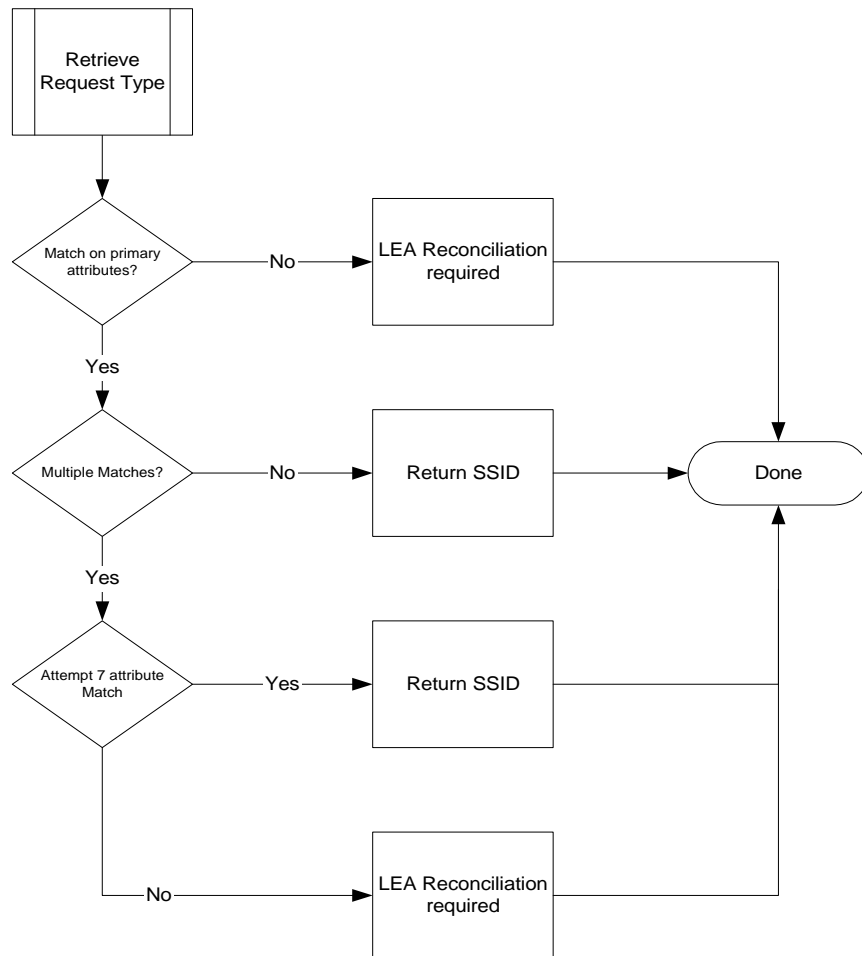 Retrieve
Request Type
Match on primary
attributes?
No
LEA Reconciliation
required
Yes
Multiple Matches?
No
Return SSID
Done
Yes
Attempt 7 attribute
Match
Yes
Return SSID
No
LEA Reconciliation
required